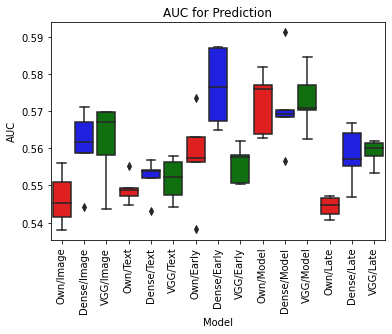 AUC for Prediction
AUC
0.59
0.58
0.57
0.56
0.55
0.54
Own/Image
Dense/Image
VGG/Image
Own/Text
Dense/Text
VGG/Text
Own/Early
Dense/Early
VGG/Early
Own/Model
Dense/Model
VGG/Model
Own/Late
Dense/Late
VGG/Late
Model